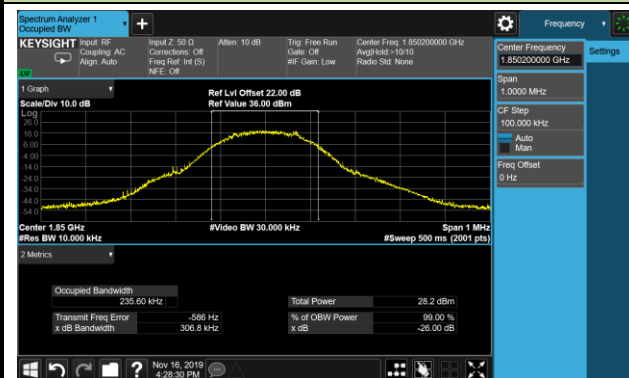 Spectrum Analyzer 1
Occupied BW
Frequency
KEYSIGHT
Input: RF
Coupling: AC
Align: Auto
Input Z: 50 Ω
Corrections: Off
Freq Ref: Int (S)
NFE: Off
Atten: 10 dB
Trig: Free Run
Gate: Off
#IF Gain: Low
Center Freq: 1.850200000 GHz
Avg|Hold:>10/10
Radio Std: None
Center Frequency
1.850200000 GHz
Settings
Span
1.0000 MHz
CF Step
100.000 kHz
Auto
Man
Freq Offset
0 Hz
1 Graph
Scale/Div 10.0 dB
Ref Lvl Offset 22.00 dB
Ref Value 36.00 dBm
Log
26.0
16.0
6.00
-4.00
-14.0
-24.0
-34.0
-44.0
-54.0
Center 1.85 GHz
#Res BW 10.000 kHz
#Video BW 30.000 kHz
Span 1 MHz
#Sweep 500 ms (2001 pts)
2 Metrics
Occupied Bandwidth
235.60 kHz
Transmit Freq Error -586 Hz
x dB Bandwidth 306.8 kHz
Total Power 28.2 dBm
% of OBW Power 99.00 %
x dB -26.00 dB
?
Nov 16, 2019
4:28:30 PM